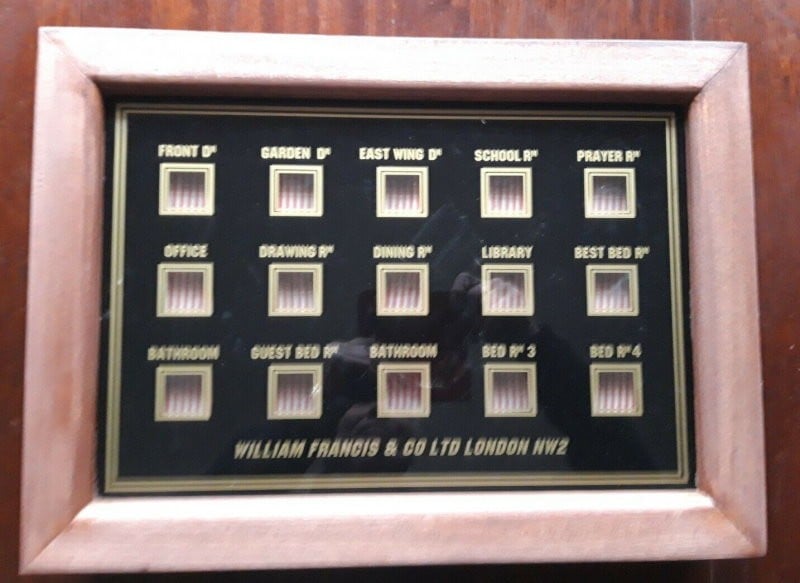 FRONT Dᴿ GARDEN Dᴿ EAST WING Dᴿ SCHOOL Rᴹ PRAYER Rᴹ
OFFICE DRAWING Rᴹ DINING Rᴹ LIBRARY BEST BED Rᴹ
BATHROOM GUEST BED Rᴹ BATHROOM BED Rᴹ 3 BED Rᴹ 4
WILLIAM FRANCIS & CO LTD LONDON NW2